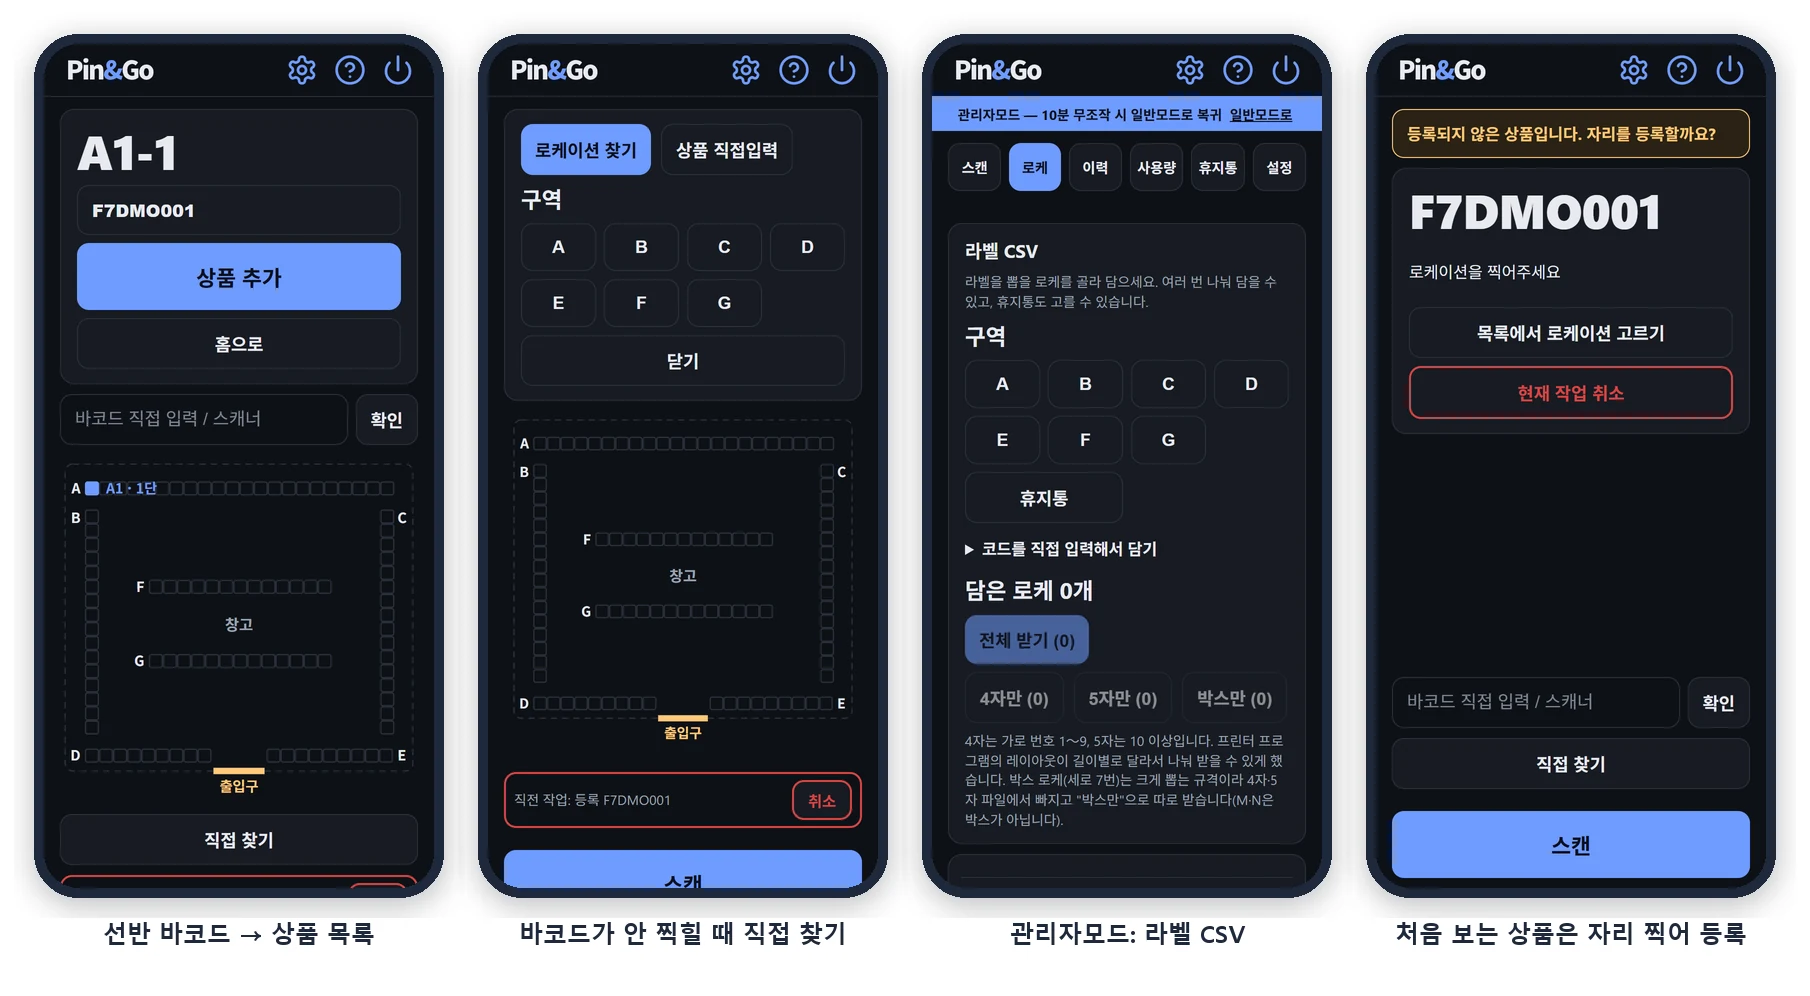 Pin&Go
A1-1
F7DMO001
상품 추가
홈으로
바코드 직접 입력 / 스캐너
확인
A
A1 · 1단
B
C
F
창고
G
D
E
출입구
직접 찾기
선반 바코드 → 상품 목록
Pin&Go
로케이션 찾기
상품 직접입력
구역
A
B
C
D
E
F
G
닫기
A
B
C
F
창고
G
D
E
출입구
직전 작업: 등록 F7DMO001
취소
스캔
바코드가 안 찍힐 때 직접 찾기
Pin&Go
관리자모드 — 10분 무조작 시 일반모드로 복귀 일반모드로
스캔
로케
이력
사용량
휴지통
설정
라벨 CSV
라벨을 뽑을 로케를 골라 담으세요. 여러 번 나눠 담을 수
있고, 휴지통도 고를 수 있습니다.
구역
A
B
C
D
E
F
G
휴지통
▶ 코드를 직접 입력해서 담기
담은 로케 0개
전체 받기 (0)
4자만 (0)
5자만 (0)
박스만 (0)
4자는 가로 번호 1～9, 5자는 10 이상입니다. 프린터 프로
그램의 레이아웃이 길이별로 달라서 나눠 받을 수 있게 했
습니다. 박스 로케(세로 7번)는 크게 뽑는 규격이라 4자·5
자 파일에서 빠지고 "박스만"으로 따로 받습니다(M·N은
박스가 아닙니다).
관리자모드: 라벨 CSV
Pin&Go
등록되지 않은 상품입니다. 자리를 등록할까요?
F7DMO001
로케이션을 찍어주세요
목록에서 로케이션 고르기
현재 작업 취소
바코드 직접 입력 / 스캐너
확인
직접 찾기
스캔
처음 보는 상품은 자리 찍어 등록